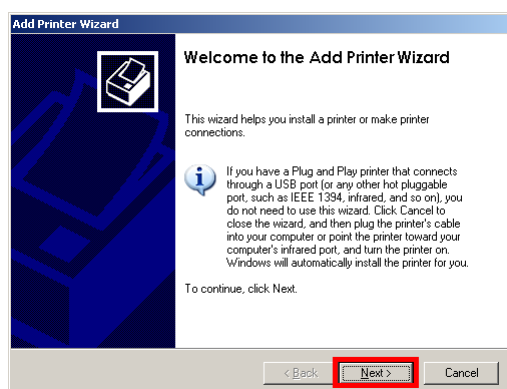 Add Printer Wizard
Welcome to the Add Printer Wizard
This wizard helps you install a printer or make printer
connections.
If you have a Plug and Play printer that connects
through a USB port (or any other hot pluggable
port, such as IEEE 1394, infrared, and so on), you
do not need to use this wizard. Click Cancel to
close the wizard, and then plug the printer's cable
into your computer or point the printer toward your
computer's infrared port, and turn the printer on.
Windows will automatically install the printer for you.
To continue, click Next.
< Back Next > Cancel